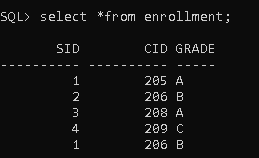 SQL> select *from enrollment;
SID CID GRADE
---------- ---------- -----
1 205 A
2 206 B
3 208 A
4 209 C
1 206 B